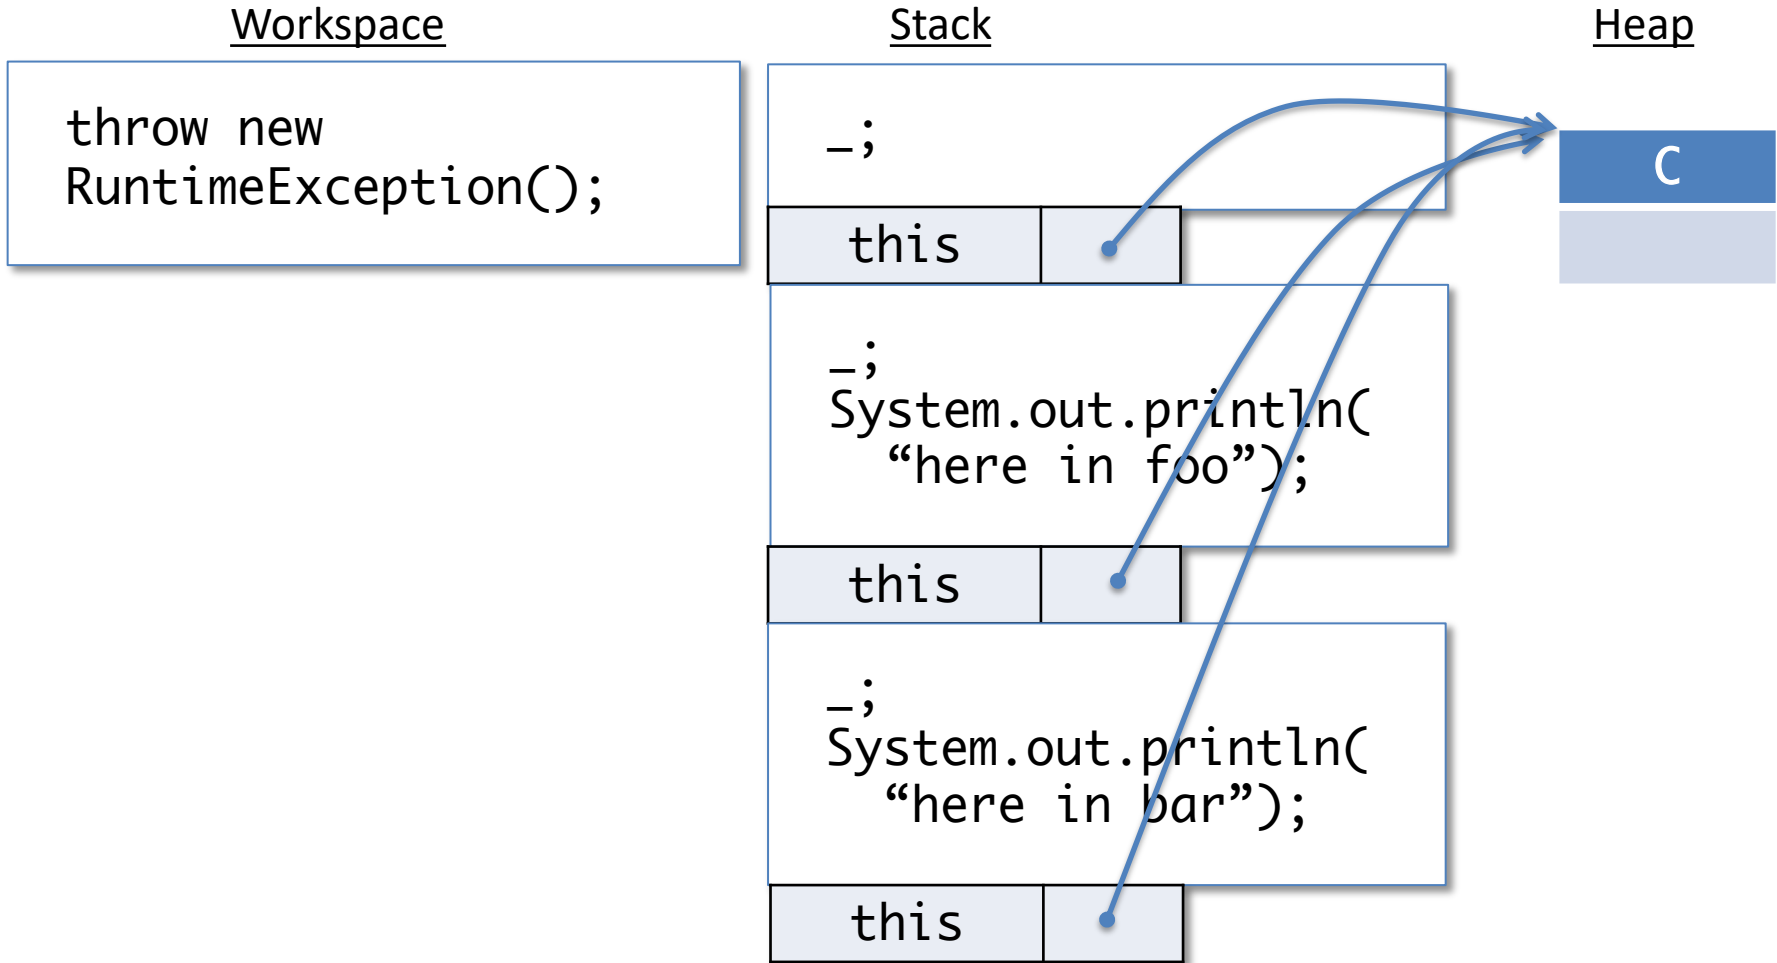 Workspace
Stack
Heap
throw new
RuntimeException();
_;
this
_;
System.out.println(
“here in foo”);
this
_;
System.out.println(
“here in bar”);
this
C